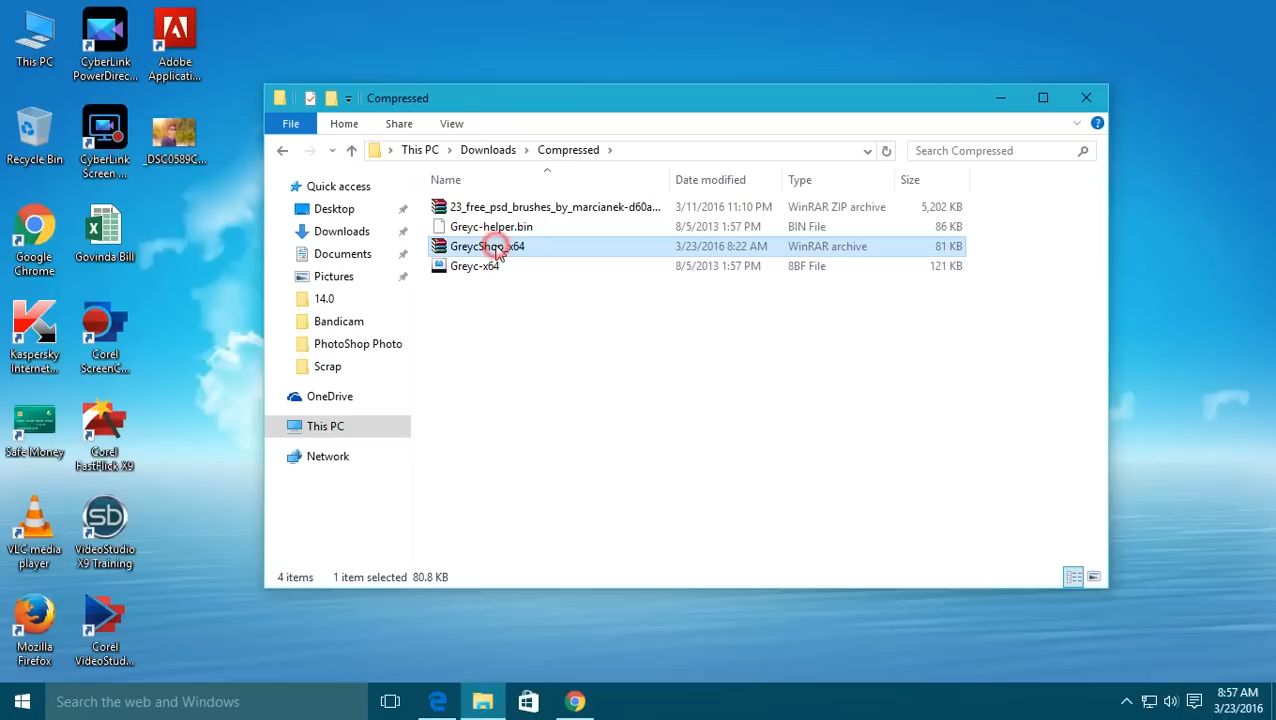 This PC
CyberLink
PowerDirec...
Adobe
Applicati...
Recycle Bin
CyberLink
Screen ...
_DSC0589C...
Google
Chrome
Govinda Bill
Kaspersky
Internet...
Corel
ScreenC...
Safe Money
Corel
FastFlick X9
VLC media
player
VideoStudio
X9 Training
Mozilla
Firefox
Corel
VideoStud...
Compressed
File Home Share View
This PC Downloads Compressed
Search Compressed
Name Date modified Type Size
23_free_psd_brushes_by_marcianek-d60a... 3/11/2016 11:10 PM WinRAR ZIP archive 5,202 KB
Greyc-helper.bin 8/5/2013 1:57 PM BIN File 86 KB
GreycShop_x64 3/23/2016 8:22 AM WinRAR archive 81 KB
Greyc-x64 8/5/2013 1:57 PM 8BF File 121 KB
Quick access
Desktop
Downloads
Documents
Pictures
14.0
Bandicam
PhotoShop Photo
Scrap
OneDrive
This PC
Network
4 items 1 item selected 80.8 KB
Search the web and Windows
8:57 AM
3/23/2016